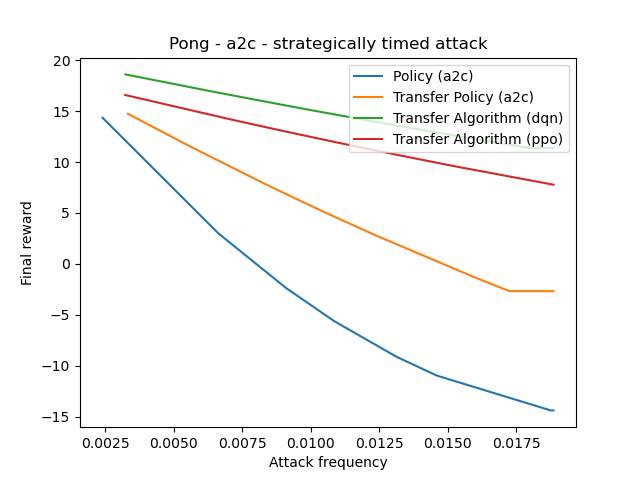 Pong - a2c - strategically timed attack
Policy (a2c)
Transfer Policy (a2c)
Transfer Algorithm (dqn)
Transfer Algorithm (ppo)
Final reward
20
15
10
5
0
−5
−10
−15
0.0025 0.0050 0.0075 0.0100 0.0125 0.0150 0.0175
Attack frequency